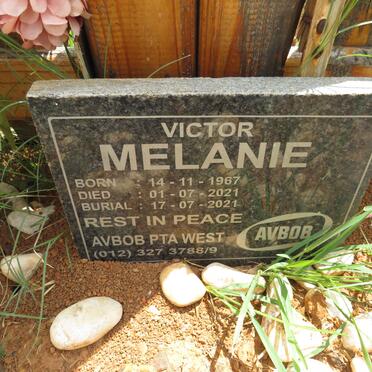 VICTOR
MELANIE
BORN : 14 - 11 - 1967
DIED : 01 - 07 - 2021
BURIAL : 17 - 07 - 2021
REST IN PEACE
AVBOB PTA WEST
(012) 327 3788/9
AVBOB